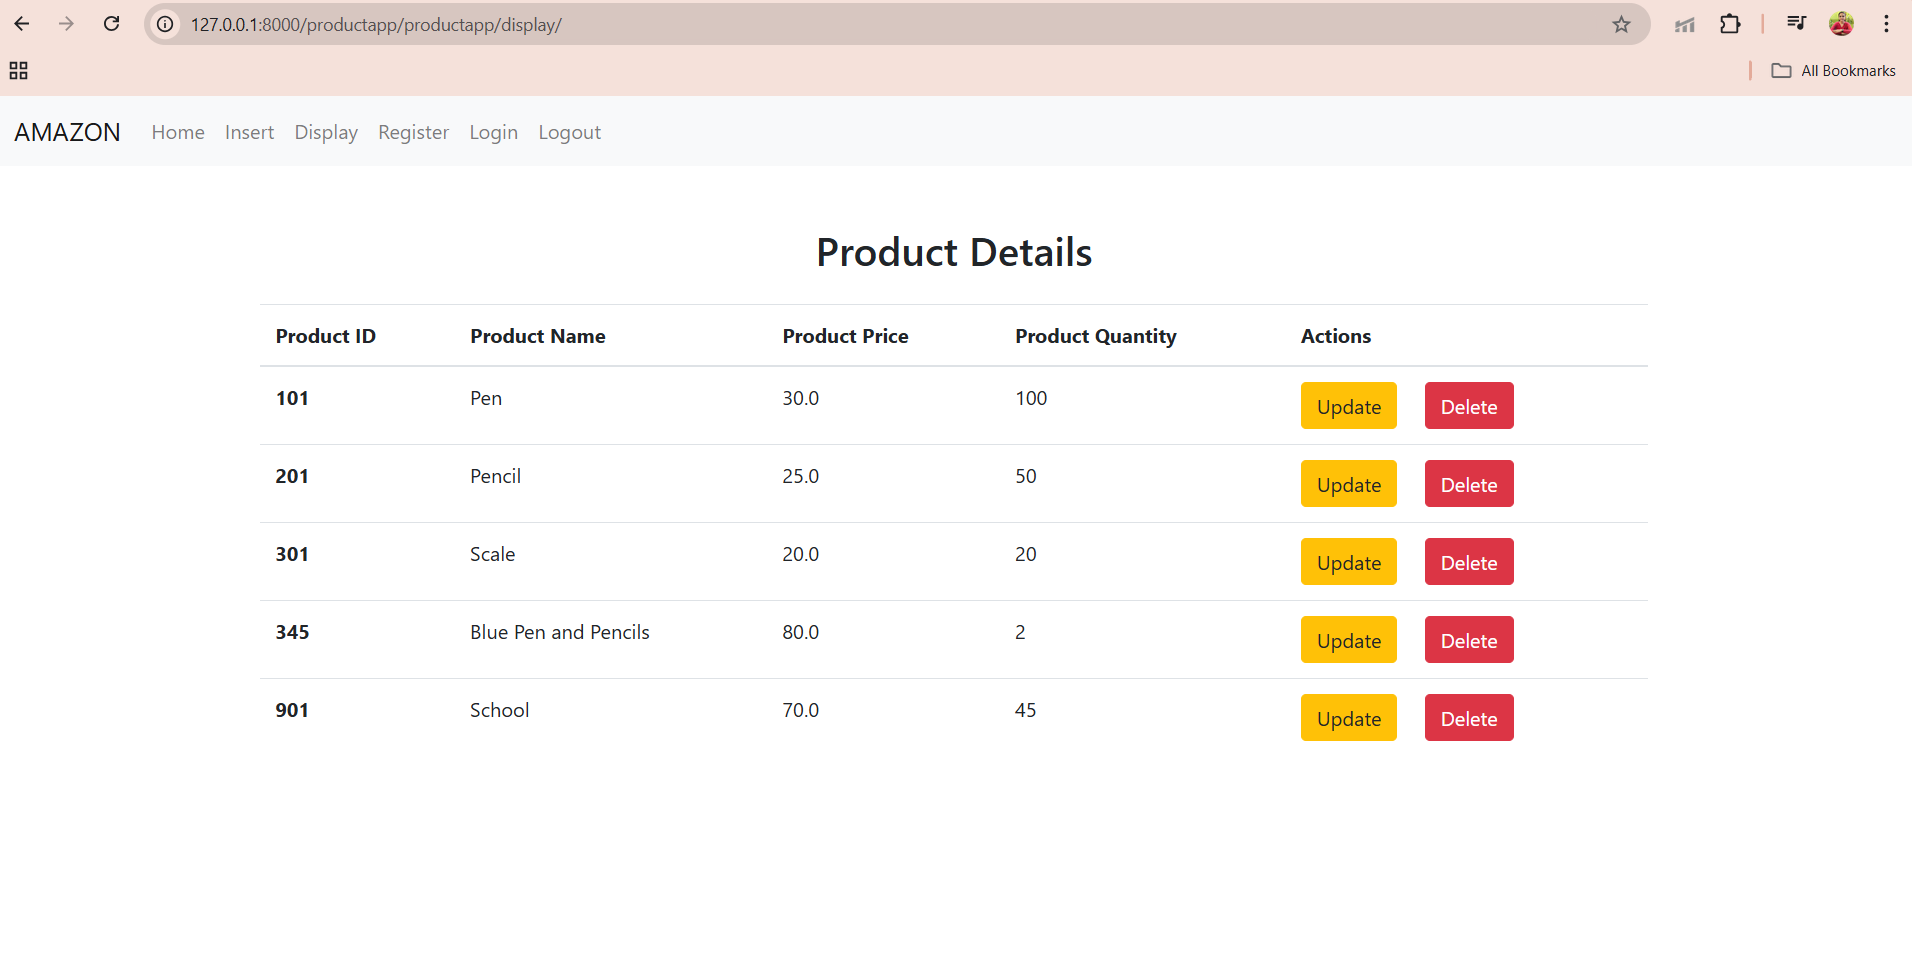 127.0.0.1:8000/productapp/productapp/display/
All Bookmarks
AMAZON Home Insert Display Register Login Logout
Product Details
Product ID Product Name Product Price Product Quantity Actions
101 Pen 30.0 100 Update Delete
201 Pencil 25.0 50 Update Delete
301 Scale 20.0 20 Update Delete
345 Blue Pen and Pencils 80.0 2 Update Delete
901 School 70.0 45 Update Delete